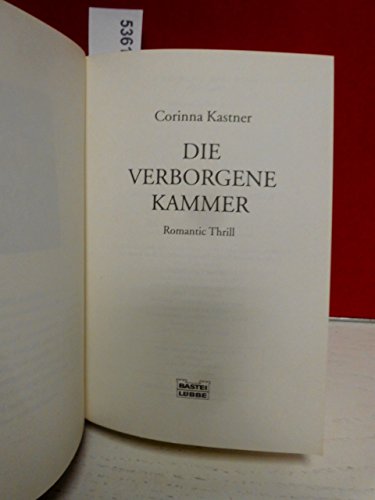 5361
Corinna Kastner
DIE
VERBORGENE
KAMMER
Romantic Thrill
BASTEI
LÜBBE